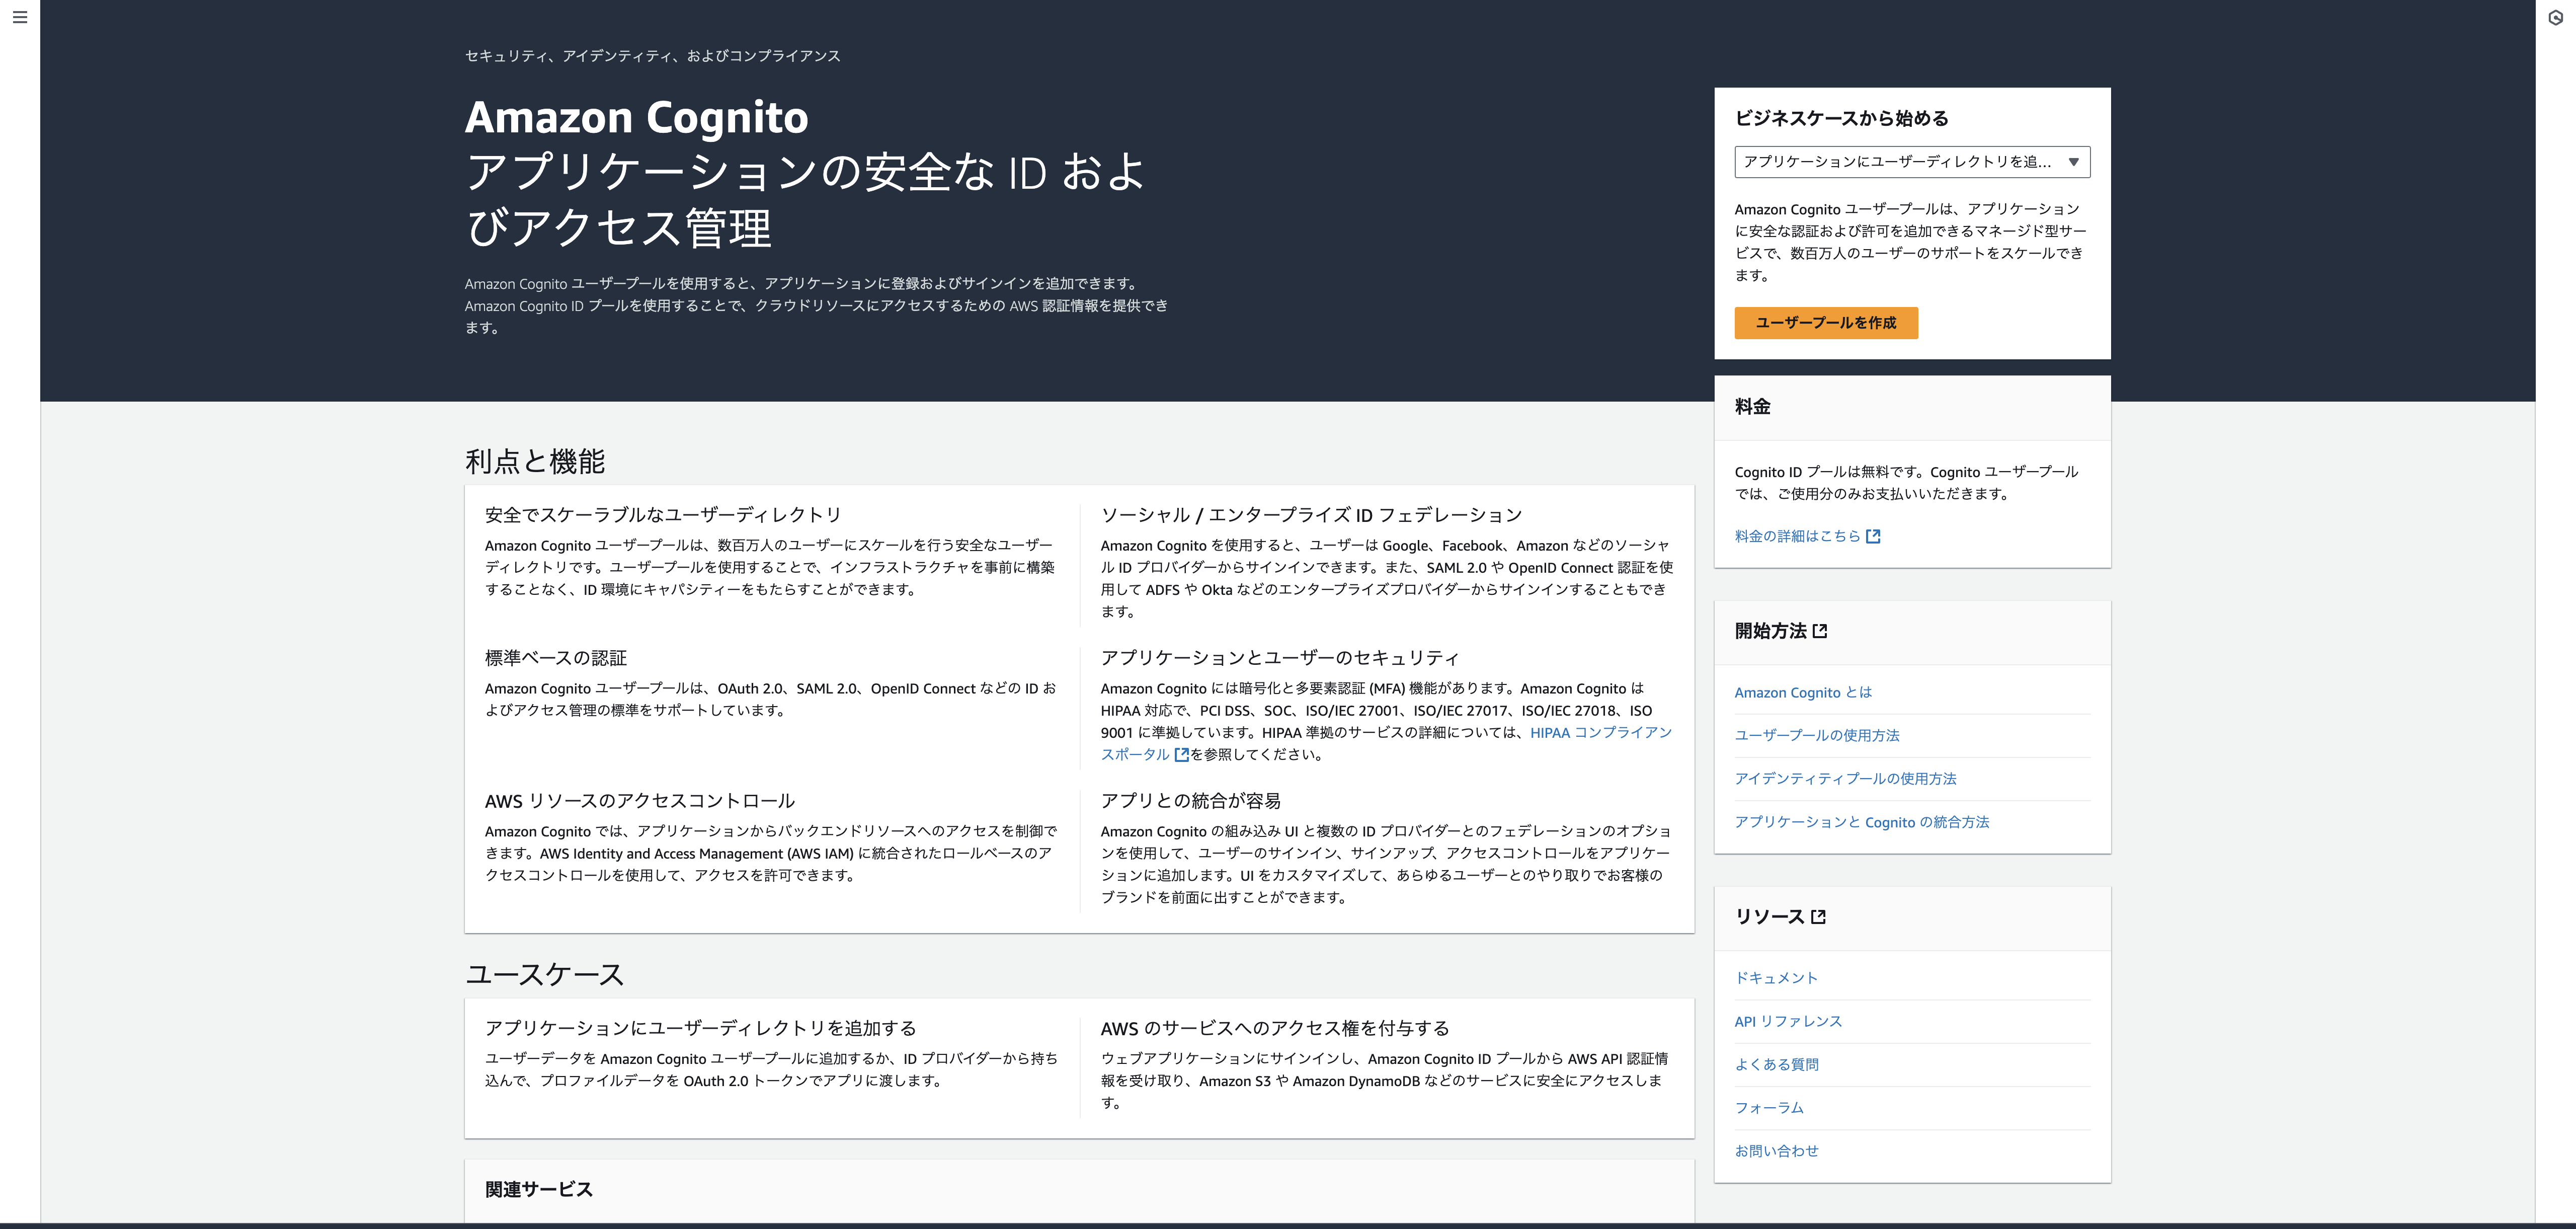 セキュリティ、アイデンティティ、およびコンプライアンス
Amazon Cognito
アプリケーションの安全な ID およ
びアクセス管理
Amazon Cognito ユーザープールを使用すると、アプリケーションに登録およびサインインを追加できます。
Amazon Cognito ID プールを使用することで、クラウドリソースにアクセスするための AWS 認証情報を提供でき
ます。
ビジネスケースから始める
アプリケーションにユーザーディレクトリを追...
Amazon Cognito ユーザープールは、アプリケーション
に安全な認証および許可を追加できるマネージド型サー
ビスで、数百万人のユーザーのサポートをスケールでき
ます。
ユーザープールを作成
料金
Cognito ID プールは無料です。Cognito ユーザープール
では、ご使用分のみお支払いいただきます。
料金の詳細はこちら
開始方法
Amazon Cognito とは
ユーザープールの使用方法
アイデンティティプールの使用方法
アプリケーションと Cognito の統合方法
リソース
ドキュメント
API リファレンス
よくある質問
フォーラム
お問い合わせ
利点と機能
安全でスケーラブルなユーザーディレクトリ
Amazon Cognito ユーザープールは、数百万人のユーザーにスケールを行う安全なユーザー
ディレクトリです。ユーザープールを使用することで、インフラストラクチャを事前に構築
することなく、ID 環境にキャパシティーをもたらすことができます。
ソーシャル / エンタープライズ ID フェデレーション
Amazon Cognito を使用すると、ユーザーは Google、Facebook、Amazon などのソーシャ
ル ID プロバイダーからサインインできます。また、SAML 2.0 や OpenID Connect 認証を使
用して ADFS や Okta などのエンタープライズプロバイダーからサインインすることもでき
ます。
標準ベースの認証
Amazon Cognito ユーザープールは、OAuth 2.0、SAML 2.0、OpenID Connect などの ID お
よびアクセス管理の標準をサポートしています。
アプリケーションとユーザーのセキュリティ
Amazon Cognito には暗号化と多要素認証 (MFA) 機能があります。Amazon Cognito は
HIPAA 対応で、PCI DSS、SOC、ISO/IEC 27001、ISO/IEC 27017、ISO/IEC 27018、ISO
9001 に準拠しています。HIPAA 準拠のサービスの詳細については、HIPAA コンプライアン
スポータル を参照してください。
AWS リソースのアクセスコントロール
Amazon Cognito では、アプリケーションからバックエンドリソースへのアクセスを制御で
きます。AWS Identity and Access Management (AWS IAM) に統合されたロールベースのア
クセスコントロールを使用して、アクセスを許可できます。
アプリとの統合が容易
Amazon Cognito の組み込み UI と複数の ID プロバイダーとのフェデレーションのオプショ
ンを使用して、ユーザーのサインイン、サインアップ、アクセスコントロールをアプリケー
ションに追加します。UI をカスタマイズして、あらゆるユーザーとのやり取りでお客様の
ブランドを前面に出すことができます。
ユースケース
アプリケーションにユーザーディレクトリを追加する
ユーザーデータを Amazon Cognito ユーザープールに追加するか、ID プロバイダーから持ち
込んで、プロファイルデータを OAuth 2.0 トークンでアプリに渡します。
AWS のサービスへのアクセス権を付与する
ウェブアプリケーションにサインインし、Amazon Cognito ID プールから AWS API 認証情
報を受け取り、Amazon S3 や Amazon DynamoDB などのサービスに安全にアクセスしま
す。
関連サービス